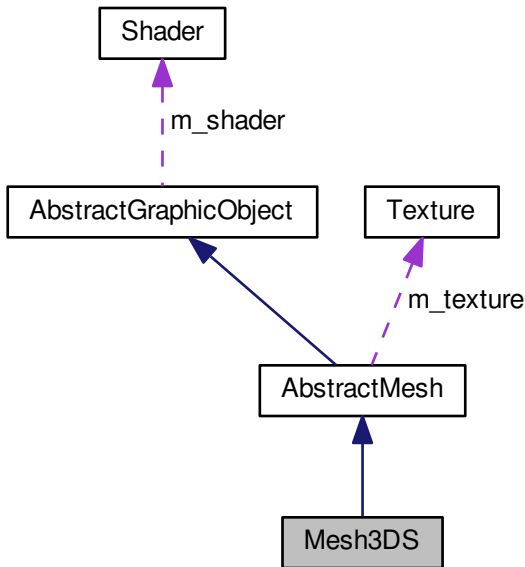 Shader
m_shader
AbstractGraphicObject
Texture
m_texture
AbstractMesh
Mesh3DS